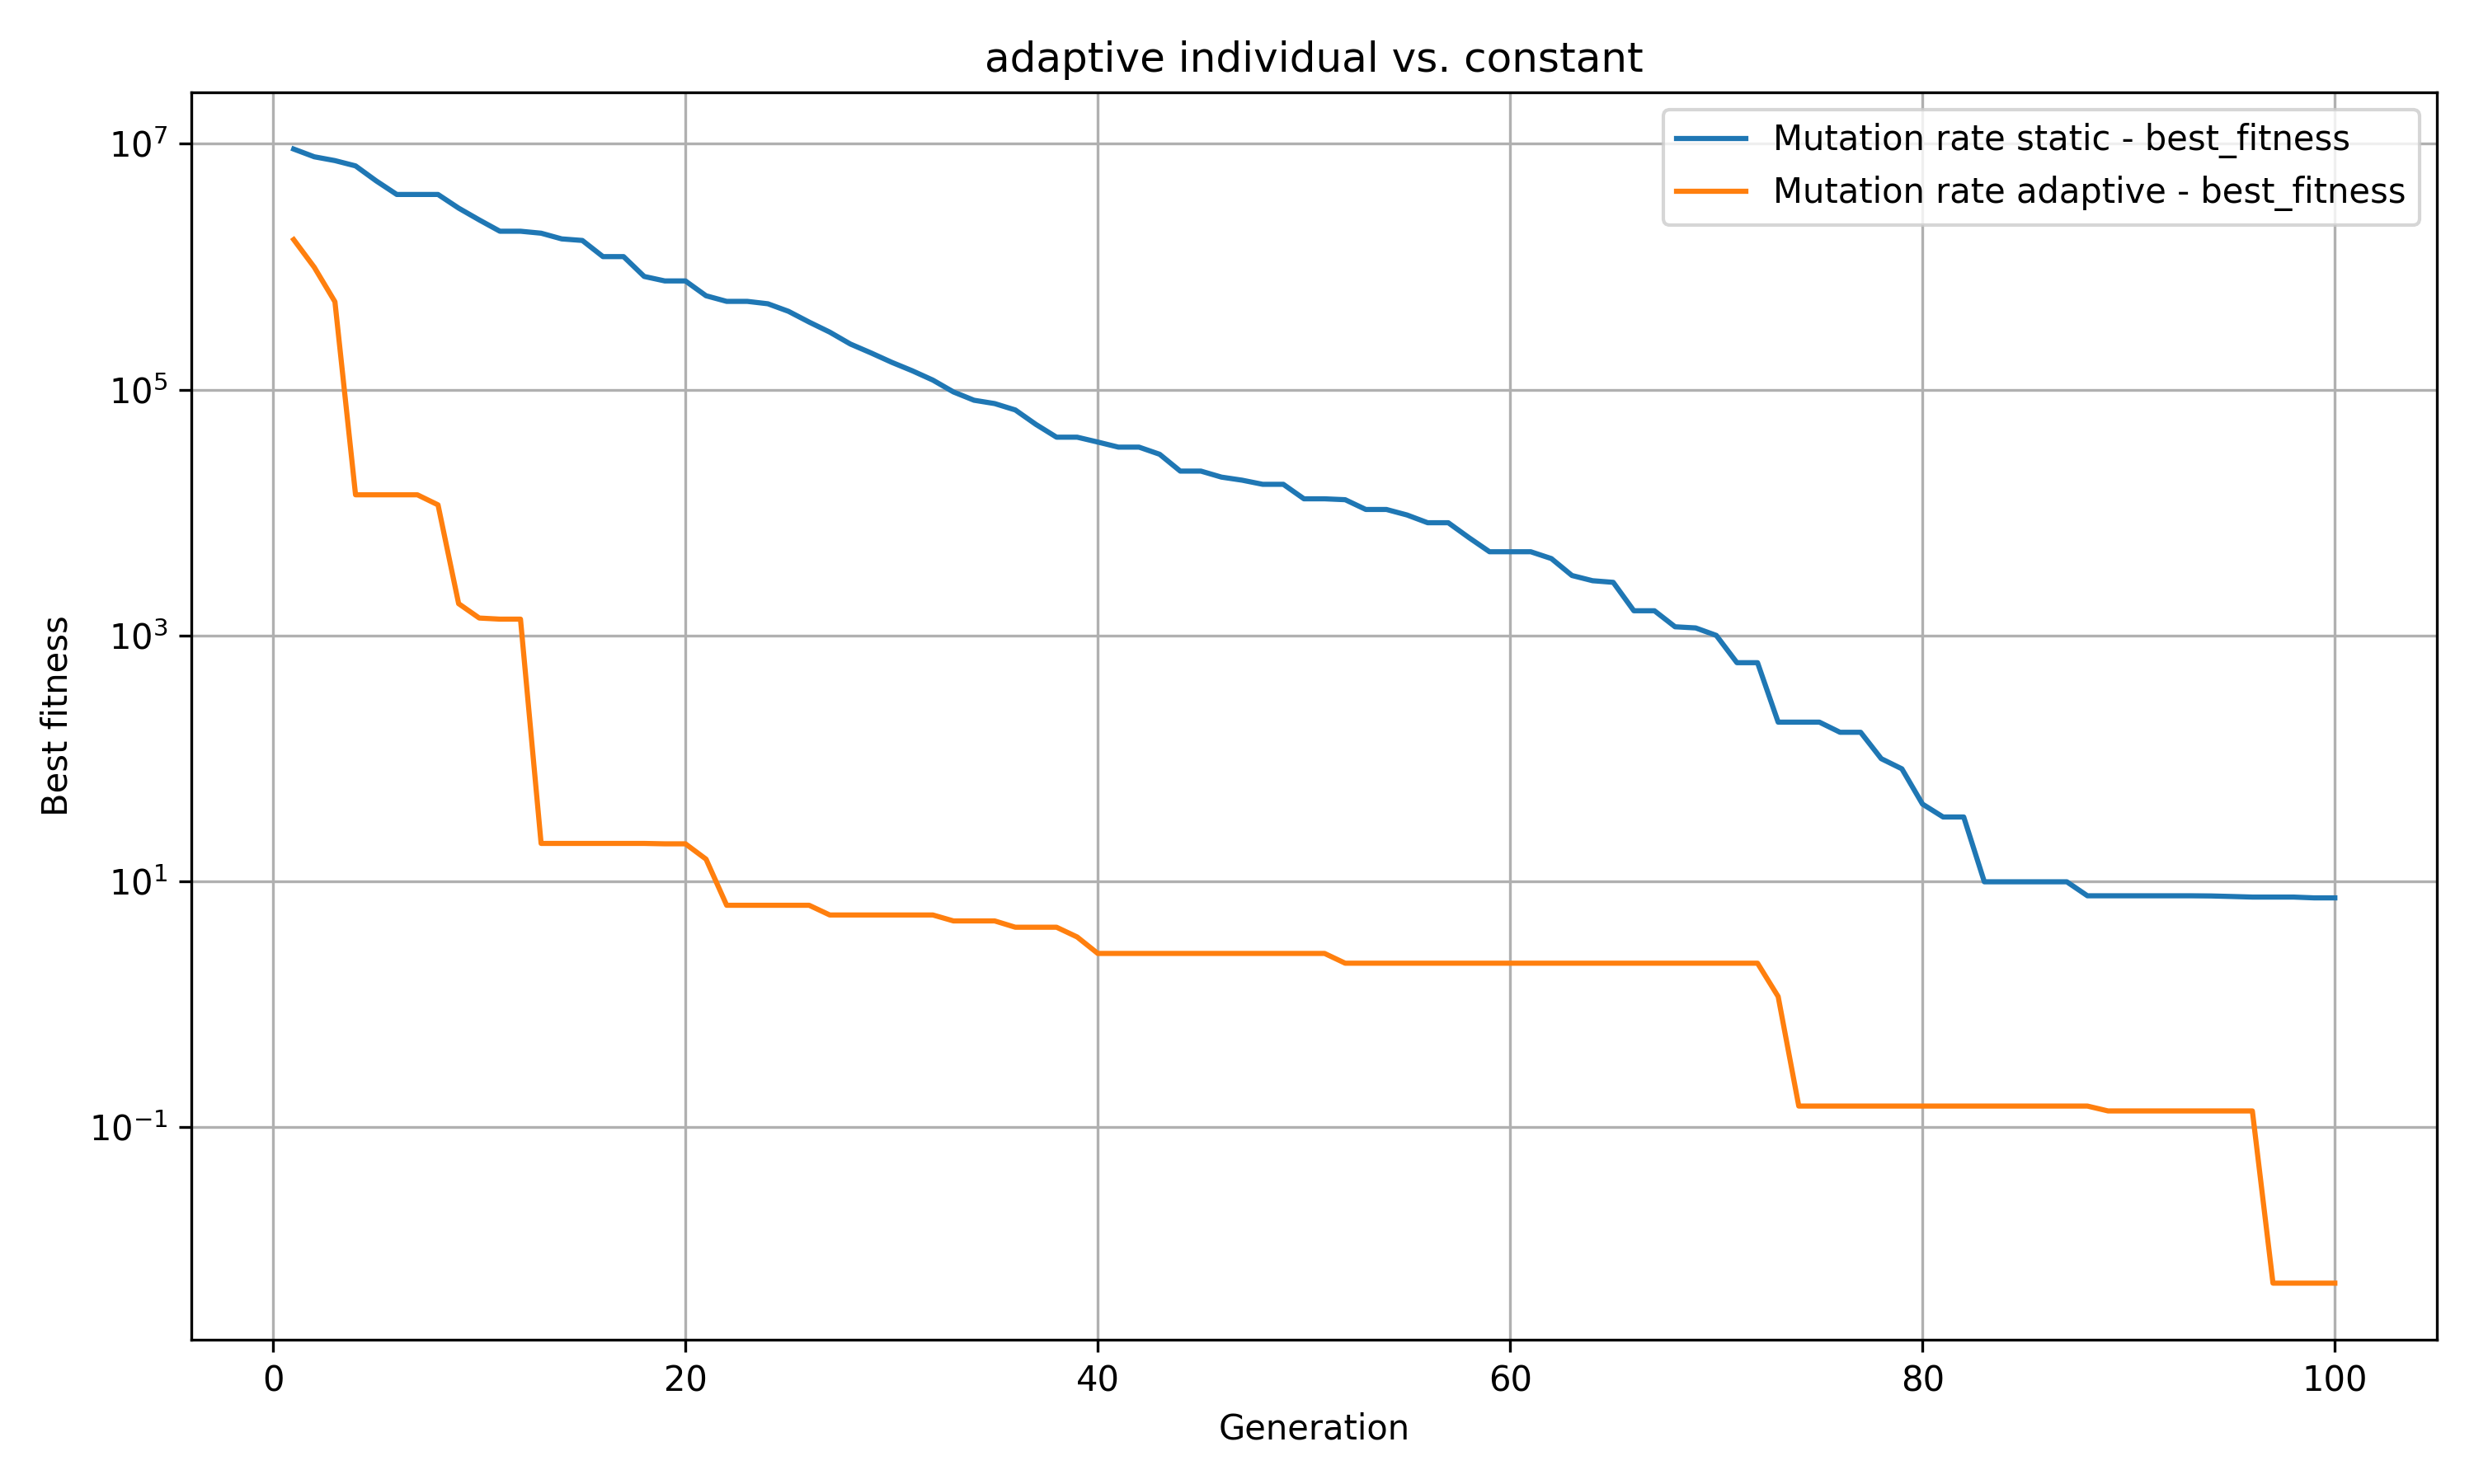 adaptive individual vs. constant
Mutation rate static - best_fitness
Mutation rate adaptive - best_fitness
Best fitness
10⁷
10⁵
10³
10¹
10⁻¹
0 20 40 60 80 100
Generation